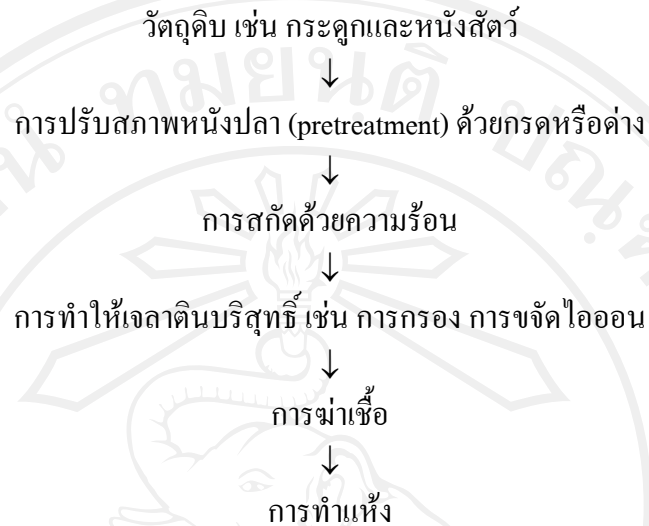 วัตถุดิบ เช่น กระดูกและหนังสัตว์
↓
การปรับสภาพหนังปลา (pretreatment) ด้วยกรดหรือด่าง
↓
การสกัดด้วยความร้อน
↓
การทำให้เจลาตินบริสุทธิ์ เช่น การกรอง การขจัดไอออน
↓
การฆ่าเชื้อ
↓
การทำแห้ง